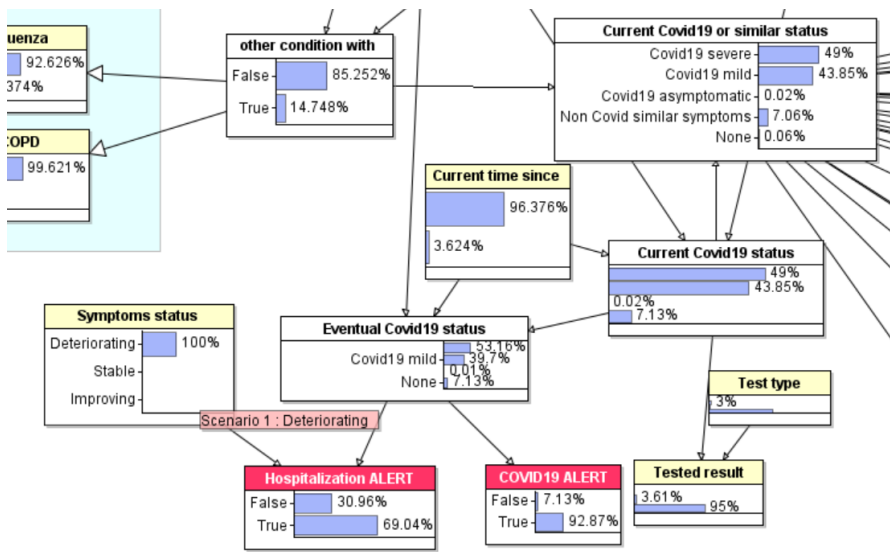 uenza
92.626%
374%
COPD
99.621%
other condition with
False
85.252%
True
14.748%
Current Covid19 or similar status
Covid19 severe
49%
Covid19 mild
43.85%
Covid19 asymptomatic
0.02%
Non Covid similar symptoms
7.06%
None
0.06%
Current time since
96.376%
3.624%
Current Covid19 status
49%
43.85%
0.02%
7.13%
Symptoms status
Deteriorating
100%
Stable
Improving
Scenario 1 : Deteriorating
Eventual Covid19 status
53.16%
Covid19 mild
39.7%
0.01%
None
7.13%
Test type
3%
Hospitalization ALERT
False
30.96%
True
69.04%
COVID19 ALERT
False
7.13%
True
92.87%
Tested result
3.61%
95%